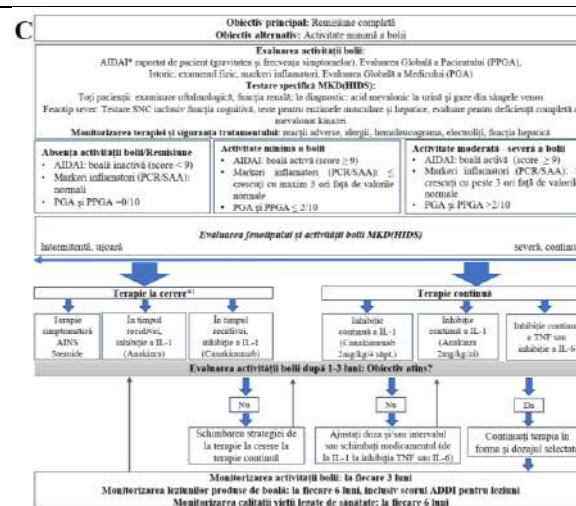 C
Obiectiv principal: Remisiune completă
Obiectiv alternativ: Activitate minimă a bolii
Evaluarea activității bolii:
AIDAI* raportat de pacient (gravitatea și frecvența simptomelor), Evaluarea Globală a Pacientului (PPGA),
Istoric, examenul fizic, markeri inflamatori, Evaluarea Globală a Medicului (PGA)
Testare specifică MKD(HIDS):
Toți pacienții: examinare oftalmologică, funcția renală; la diagnostic: acid mevalonic la urină și gaze din sângele venos
Fenotip sever: Testare SNC inclusiv funcția cognitivă, teste pentru enzimele musculare și hepatice, evaluare pentru deficiență completă a
mevalonat kinazei
Monitorizarea terapiei și siguranța tratamentului: reacții adverse, alergii, hemoleucograma, electroliți, funcția hepatică
Absența activității bolii/Remisiune
• AIDAI: boală inactivă (score < 9)
• Markeri inflamatori (PCR/SAA):
normali
• PGA și PPGA =0/10
Activitate minimă a bolii
• AIDAI: boală activă (score ≥ 9)
• Markeri inflamatori (PCR/SAA): ≤
crescuți cu maxim 3 ori față de valorile
normale
• PGA și PPGA ≤ 2/10
Activitate moderată - severă a bolii
• AIDAI: boală activă (score ≥ 9)
• Markeri inflamatori (PCR/SAA):
crescuți cu peste 3 ori față de valorile
normale
• PGA și PPGA >2/10
Evaluarea fenotipului și activității bolii MKD(HIDS)
Intermitentă, ușoară
severă, continu
Terapie la cerere
Terapie continuă
Terapie
simptomatică
AINS
Steroide
În timpul
recidivei,
inhibiție a IL-1
(Anakinra)
În timpul
recidivei,
inhibiție a IL-1
(Canakinumab)
Inhibiție
continuă a IL-1
(Canakinumab
2mg/kg/4 săpt.)
Inhibiție
continuă a IL-1
(Anakinra
2mg/kg/zi)
Inhibiție continu
a TNF sau
inhibiție a IL-6
Evaluarea activității bolii după 1-3 luni: Obiectiv atins?
Nu
Nu
Da
Schimbarea strategiei de
la terapie la cerere la
terapie continuă
Ajustați doza și/sau intervalul
sau schimbați medicamentul (de
la IL-1 la inhibiția TNF sau IL-6)
Continuați terapia în
forma și dozajul selectate
Monitorizarea activității bolii: la fiecare 3 luni
Monitorizarea leziunilor produse de boală: la fiecare 6 luni, inclusiv scorul ADDI pentru leziuni
Monitorizarea calității vieții legate de sănătate: la fiecare 6 luni